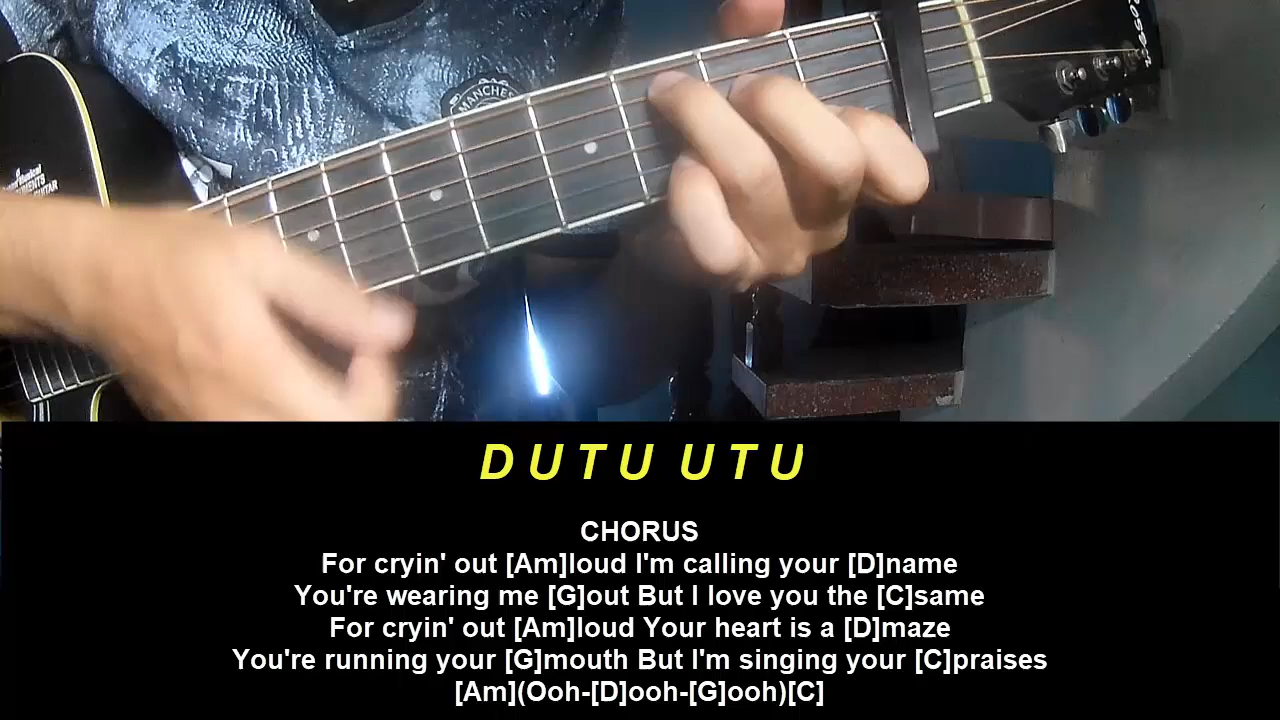 MANCHES
D U T U U T U
CHORUS
For cryin' out [Am]loud I'm calling your [D]name
You're wearing me [G]out But I love you the [C]same
For cryin' out [Am]loud Your heart is a [D]maze
You're running your [G]mouth But I'm singing your [C]praises
[Am](Ooh-[D]ooh-[G]ooh)[C]